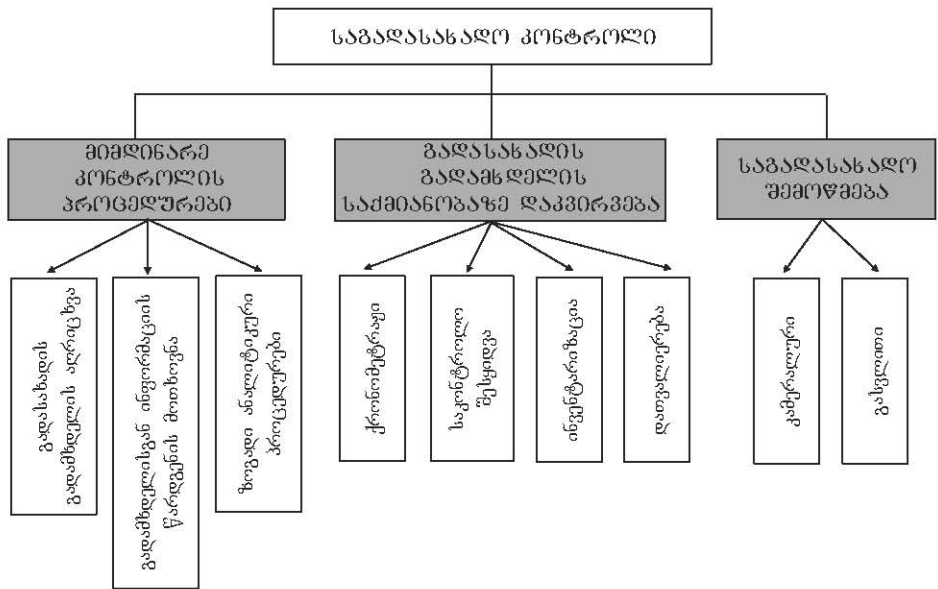 საგადასახადო კონტროლი
მიმდინარე
კონტროლის
პროცედურები
გადასახადის
გადამხდელის
საქმიანობაზე დაკვირვება
საგადასახადო
შემოწმება
გადასახადის
გადამხდელის აღრიცხვა
გადამხდელისგან ინფორმაციის
წარდგენის მოთხოვნა
ზოგადი ანალიტიკური
პროცედურები
ქრონომეტრაჟი
საკონტროლო
შესყიდვა
ინვენტარიზაცია
დათვალიერება
კამერალური
გასვლითი